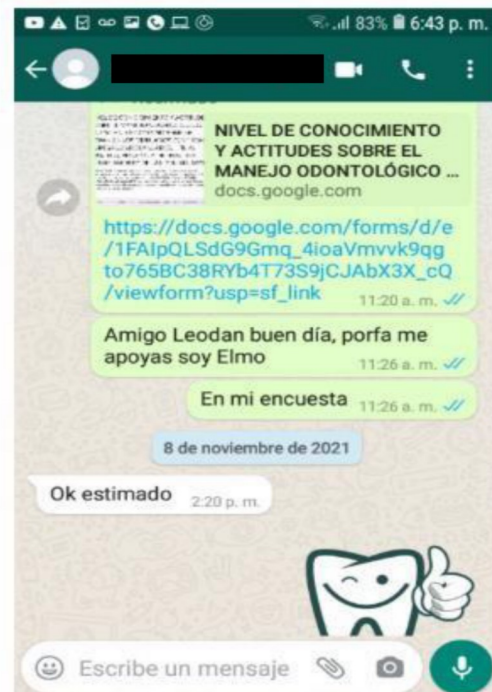 83% 6:43 p. m.
NIVEL DE CONOCIMIENTO
Y ACTITUDES SOBRE EL
MANEJO ODONTOLÓGICO ...
docs.google.com
https://docs.google.com/forms/d/e
/1FAIpQLSdG9Gmq_4ioaVmvvk9qg
to765BC38RYb4T73S9jCJAbX3X_cQ
/viewform?usp=sf_link 11:20 a. m.
Amigo Leodan buen día, porfa me
apoyas soy Elmo 11:26 a. m.
En mi encuesta 11:26 a. m.
8 de noviembre de 2021
Ok estimado 2:20 p. m.
Escribe un mensaje